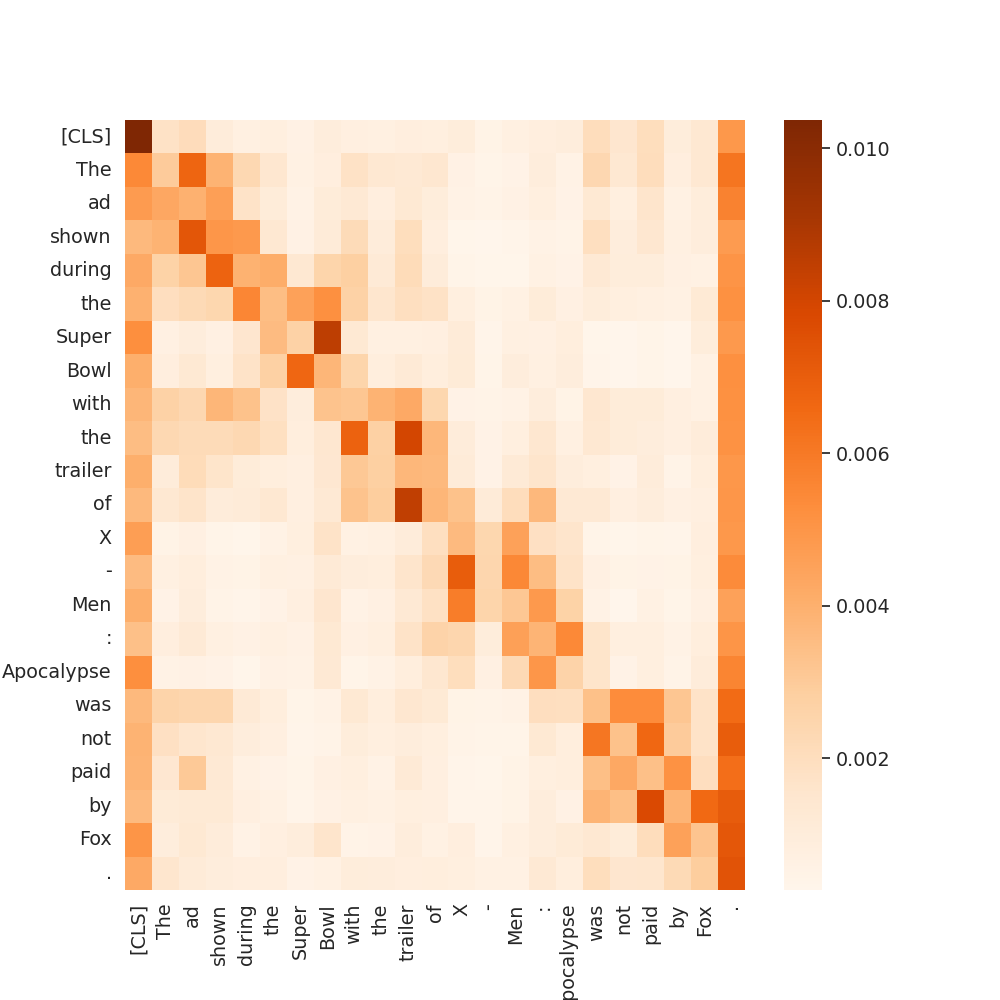 [CLS]
The
ad
shown
during
the
Super
Bowl
with
the
trailer
of
X
-
Men
:
Apocalypse
was
not
paid
by
Fox
.
[CLS]
The
ad
shown
during
the
Super
Bowl
with
the
trailer
of
X
-
Men
:
pocalypse
was
not
paid
by
Fox
.
0.010
0.008
0.006
0.004
0.002